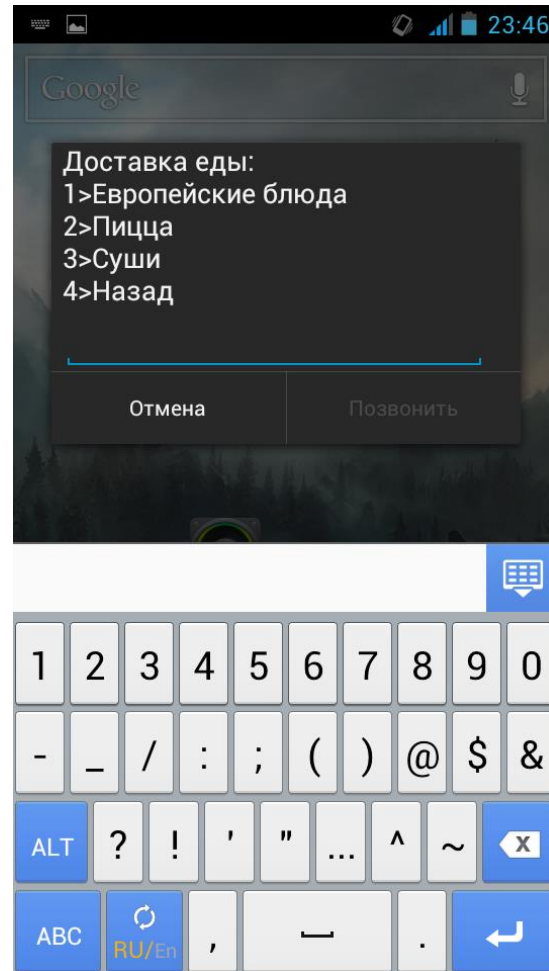 23:46
Google
Доставка еды:
1>Европейские блюда
2>Пицца
3>Суши
4>Назад
Отмена
Позвонить
1 2 3 4 5 6 7 8 9 0
- _ / : ; ( ) @ $ &
ALT ? ! ' " ... ^ ~ X
ABC RU/En , .